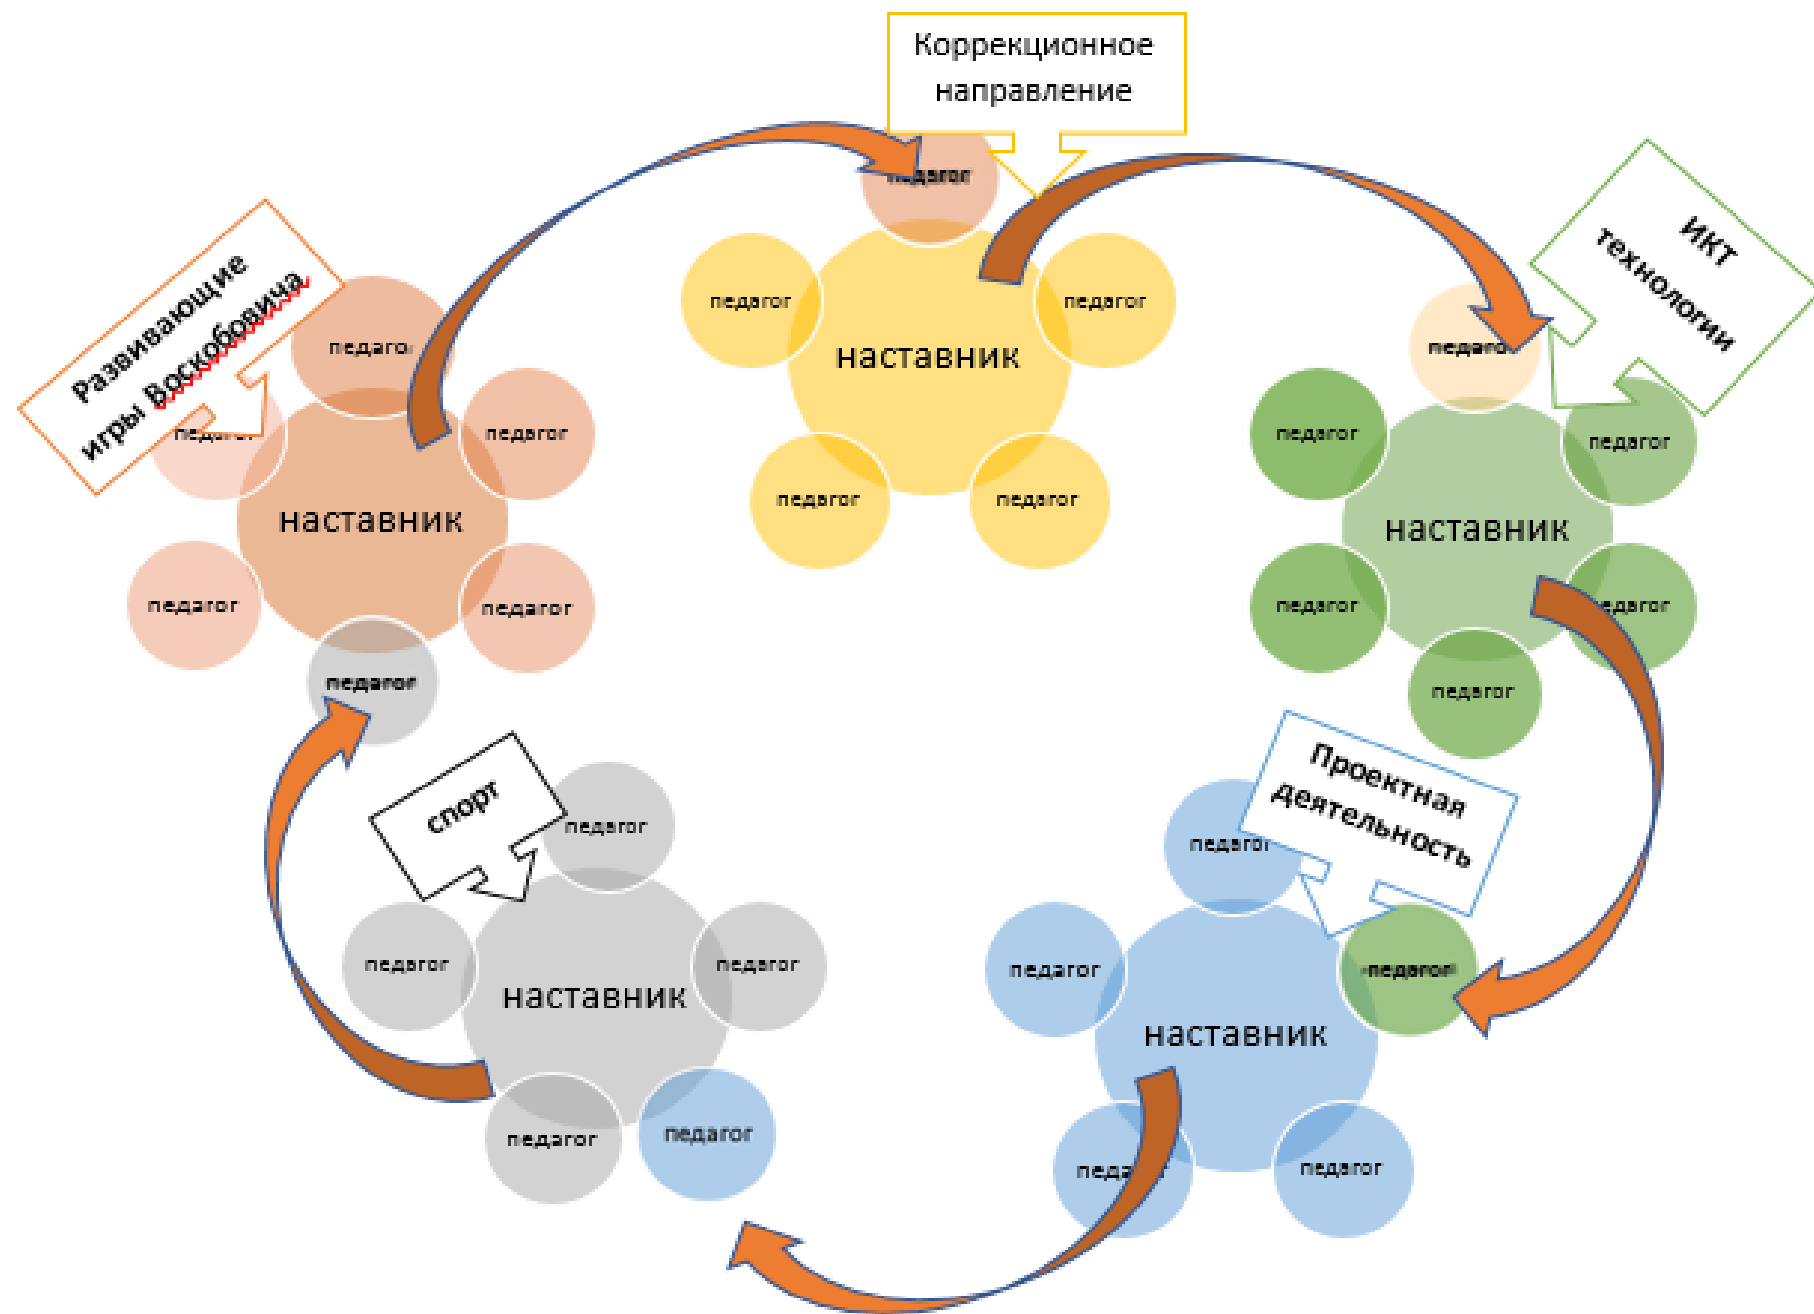 Коррекционное
направление
педагог
педагог
педагог
наставник
педагог
педагог
ИКТ
технологии
педагог
педагог
педагог
наставник
педагог
педагог
педагог
Развивающие
игры Воскобовича
педагог
педагог
педагог
наставник
педагог
педагог
педагог
спорт
педагог
педагог
педагог
наставник
педагог
педагог
Проектная
деятельность
педагог
педагог
педагог
наставник
педагог
педагог